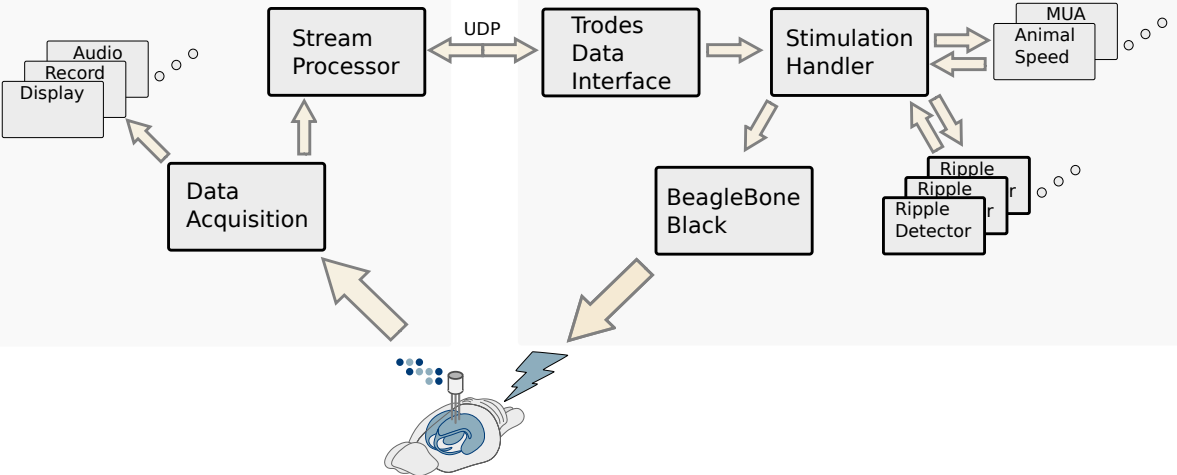 Stream
Processor
UDP
Trodes
Data
Interface
Stimulation
Handler
MUA
Animal
Speed
Audio
Record
Display
Data
Acquisition
BeagleBone
Black
Ripple
r
Ripple
r
Ripple
Detector